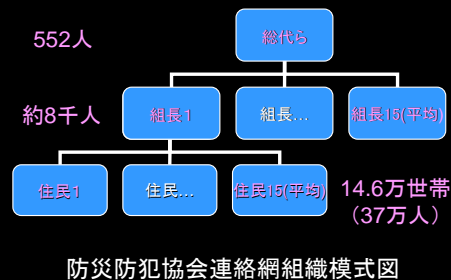 552人
総代ら
約8千人
組長1
組長...
組長15(平均)
住民1
住民...
住民15(平均)
14.6万世帯
(37万人)
防災防犯協会連絡網組織模式図